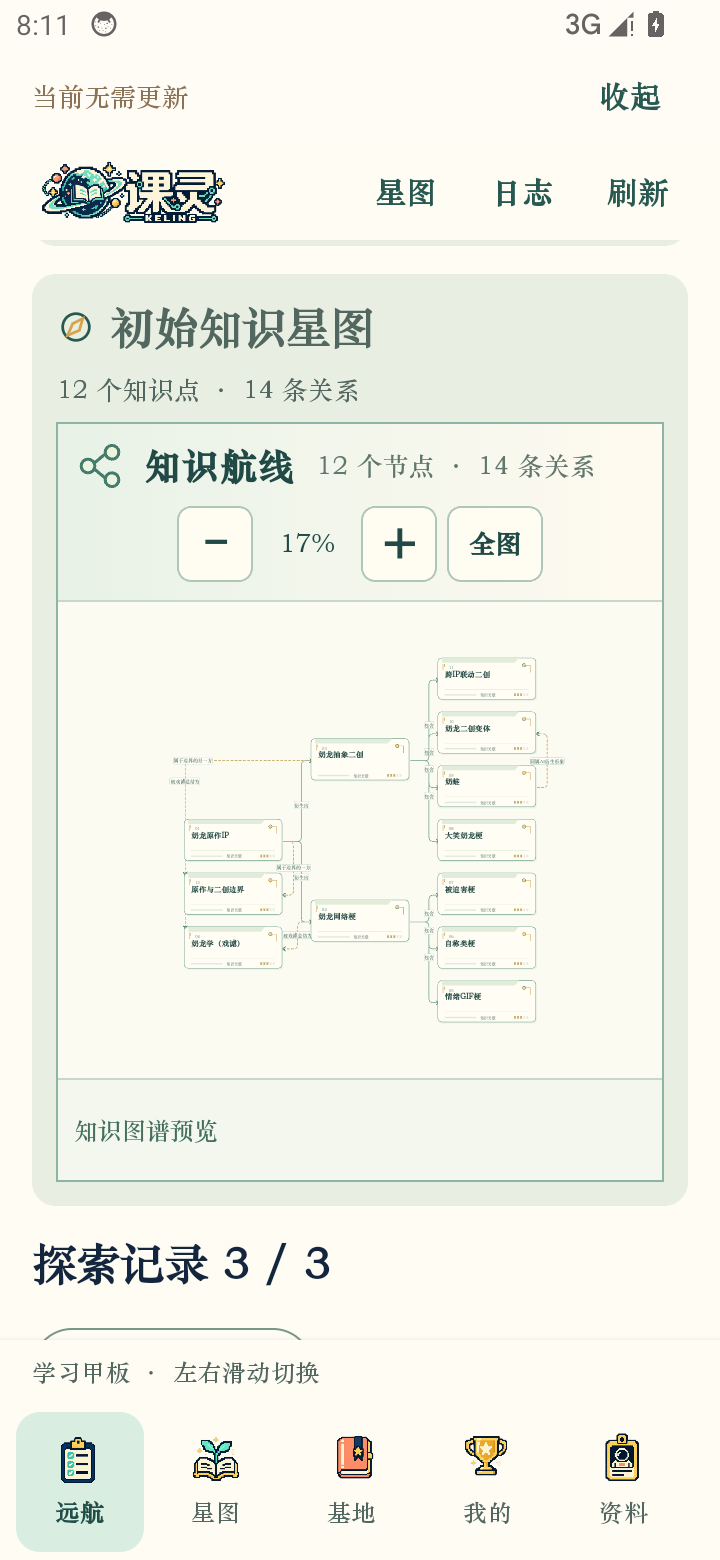 8:11
3G
当前无需更新
收起
课灵
KELING
星图
日志
刷新
初始知识星图
12 个知识点 · 14 条关系
知识航线
12 个节点 · 14 条关系
−
17%
+
全图
跨IP联动二创
奶龙二创变体
奶龙抽象二创
奶蛙
奶龙原作IP
大笑奶龙梗
原作与二创边界
被迫害梗
奶龙网络梗
奶龙学（戏谑）
自称类梗
情绪GIF梗
知识图谱预览
探索记录 3 / 3
学习甲板 · 左右滑动切换
远航
星图
基地
我的
资料